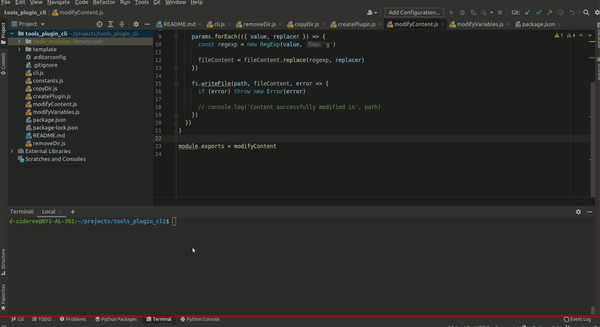 File Edit View Navigate Code Refactor Run Tools Git Window Help
tools_plugin_cli modifyContent.js
Add Configuration... Git:
Project
README.md cli.js removeDir.js copyDir.js createPlugin.js modifyContent.js modifyVariables.js package.json
tools_plugin_cli ~/projects/tools_plugin_cli
node_modules library root
template
.editorconfig
.gitignore
cli.js
constants.js
copyDir.js
createPlugin.js
modifyContent.js
modifyVariables.js
package.json
package-lock.json
README.md
removeDir.js
External Libraries
Scratches and Consoles
9 params.forEach(({ value, replacer }) => {
10 const regexp = new RegExp(value, 'g')
11
12 fileContent = fileContent.replace(regexp, replacer)
13 })
14
15 fs.writeFile(path, fileContent, error => {
16 if (error) throw new Error(error)
17
18 // console.log('Content successfully modified in', path)
19 })
20 })
21 }
22
23 module.exports = modifyContent
24
Project
Commit
Structure
Favorites
Terminal: Local +
d-sidorov@BY1-AL-301:~/projects/tools_plugin_cli$
Git TODO Problems Python Packages Terminal Python Console Event Log